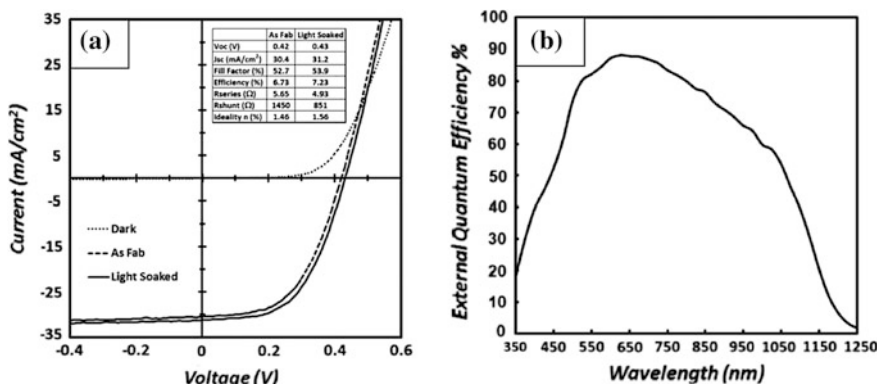 (a)
As Fab Light Soaked
Voc (V) 0.42 0.43
Jsc (mA/cm²) 30.4 31.2
Fill Factor (%) 52.7 53.9
Efficiency (%) 6.73 7.23
Rseries (Ω) 5.65 4.93
Rshunt (Ω) 1450 851
Ideality n (%) 1.46 1.56
35
25
15
5
-5
-15
-25
-35
Current (mA/cm²)
Dark
As Fab
Light Soaked
-0.4 -0.2 0 0.2 0.4 0.6
Voltage (V)
(b)
100
90
80
70
60
50
40
30
20
10
0
External Quantum Efficiency %
350 450 550 650 750 850 950 1050 1150 1250
Wavelength (nm)